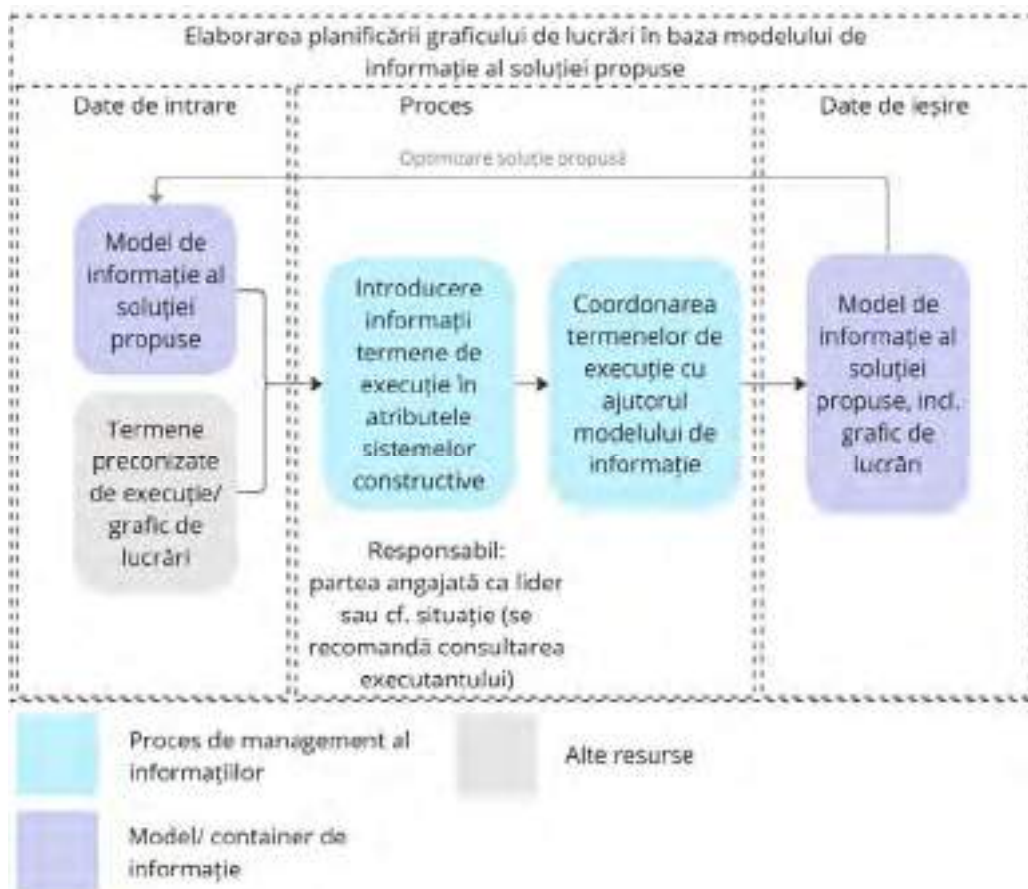 Elaborarea planificării graficului de lucrări în baza modelului de
informație al soluției propuse
Date de intrare
Proces
Date de ieșire
Optimizare soluție propusă
Model de
informație al
soluției
propuse
Termene
preconizate
de execuție/
grafic de
lucrări
Introducere
informații
termene de
execuție în
atributele
sistemelor
constructive
Coordonarea
termenelor de
execuție cu
ajutorul
modelului de
informație
Model de
informație al
soluției
propuse, incl.
grafic de
lucrări
Responsabil:
partea angajată ca lider
sau cf. situație (se
recomandă consultarea
executantului)
Proces de management al
informațiilor
Alte resurse
Model/ container de
informație